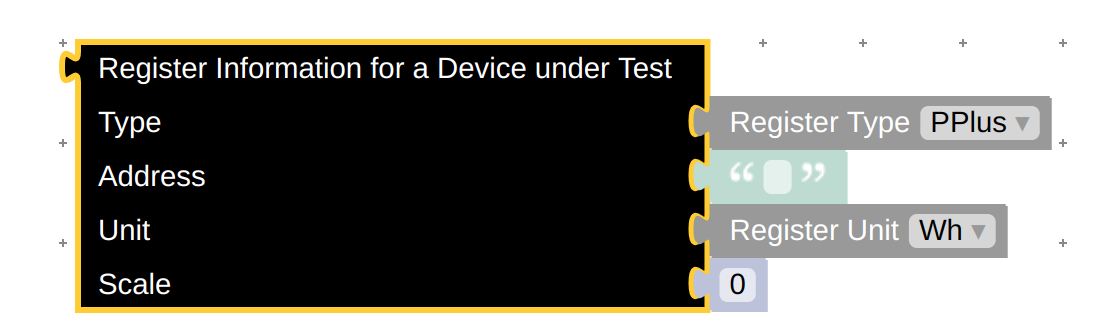 Register Information for a Device under Test
Type Register Type PPlus ▾
Address “ ”
Unit Register Unit Wh ▾
Scale 0